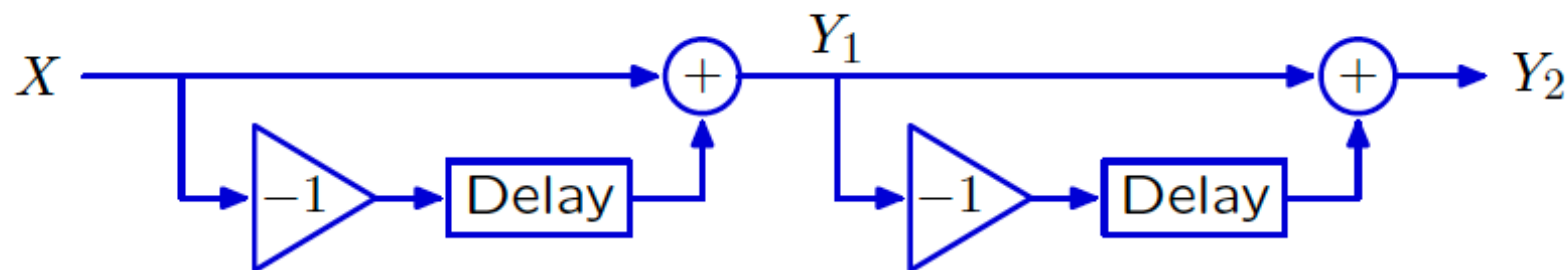 X + Y₁ + Y₂
−1 Delay −1 Delay